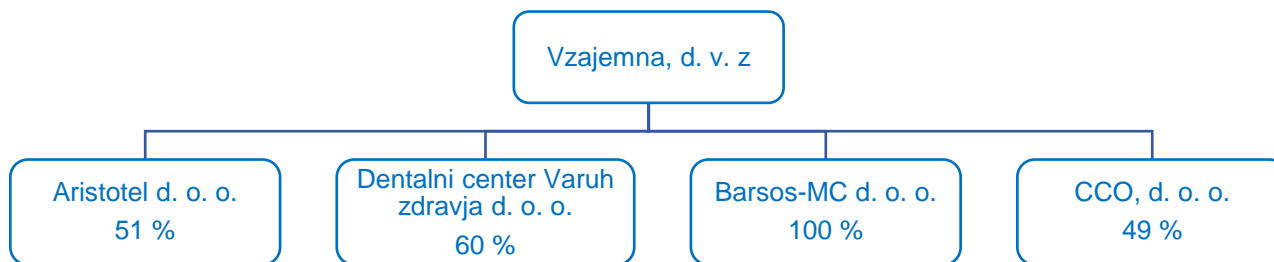 Vzajemna, d. v. z
Aristotel d. o. o.
51 %
Dentalni center Varuh
zdravja d. o. o.
60 %
Barsos-MC d. o. o.
100 %
CCO, d. o. o.
49 %